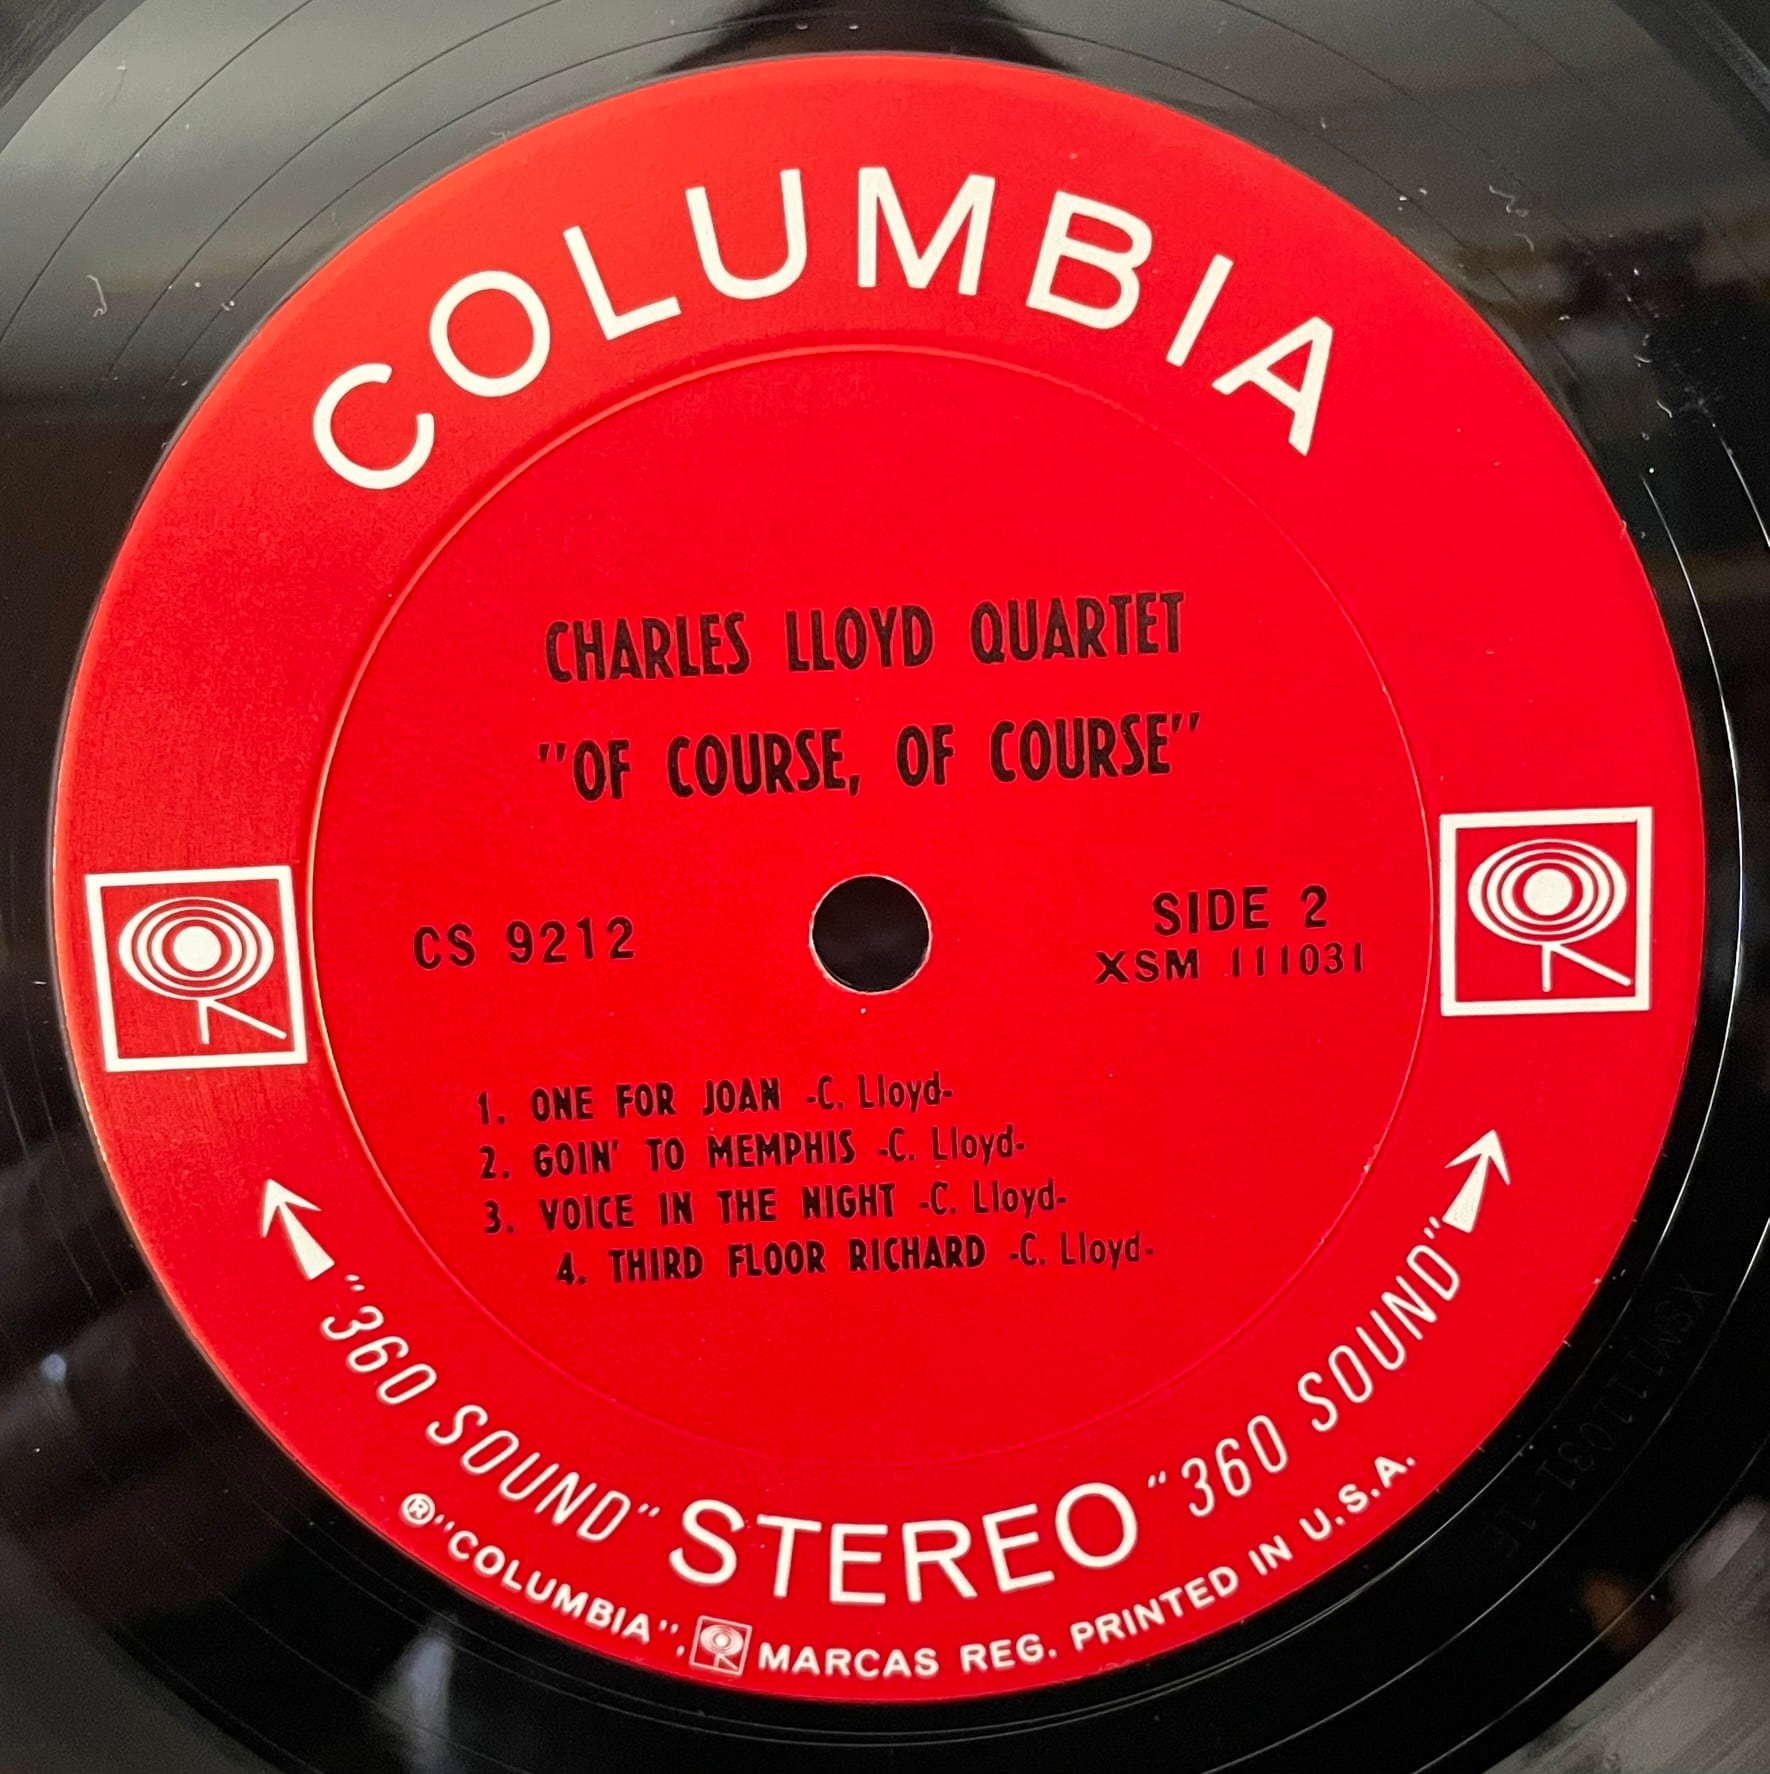 COLUMBIA
CHARLES LLOYD QUARTET
"OF COURSE, OF COURSE"
CS 9212
SIDE 2
XSM 111031
1. ONE FOR JOAN -C. Lloyd-
2. GOIN' TO MEMPHIS -C. Lloyd-
3. VOICE IN THE NIGHT -C. Lloyd-
4. THIRD FLOOR RICHARD -C. Lloyd-
"360 SOUND" STEREO "360 SOUND"
®"COLUMBIA", MARCAS REG. PRINTED IN U.S.A.
XSM111031-1E